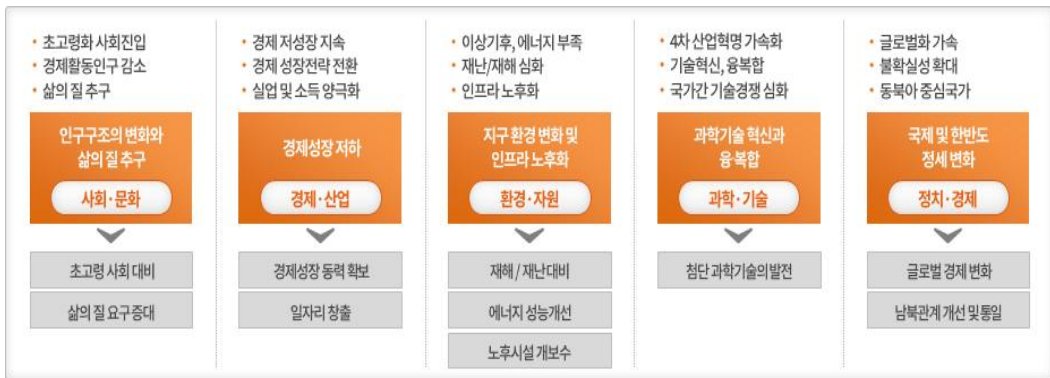 • 초고령화 사회진입
• 경제활동인구 감소
• 삶의 질 추구
인구구조의 변화와
삶의 질 추구
사회·문화
초고령 사회 대비
삶의 질 요구 증대
• 경제 저성장 지속
• 경제 성장전략 전환
• 실업 및 소득 양극화
경제성장 저하
경제·산업
경제성장 동력 확보
일자리 창출
• 이상기후, 에너지 부족
• 재난/재해 심화
• 인프라 노후화
지구 환경 변화 및
인프라 노후화
환경·자원
재해 / 재난 대비
에너지 성능개선
노후시설 개보수
• 4차 산업혁명 가속화
• 기술혁신, 융복합
• 국가간 기술경쟁 심화
과학기술 혁신과
융·복합
과학·기술
첨단 과학기술의 발전
• 글로벌화 가속
• 불확실성 확대
• 동북아 중심국가
국제 및 한반도
정세 변화
정치·경제
글로벌 경제 변화
남북관계 개선 및 통일